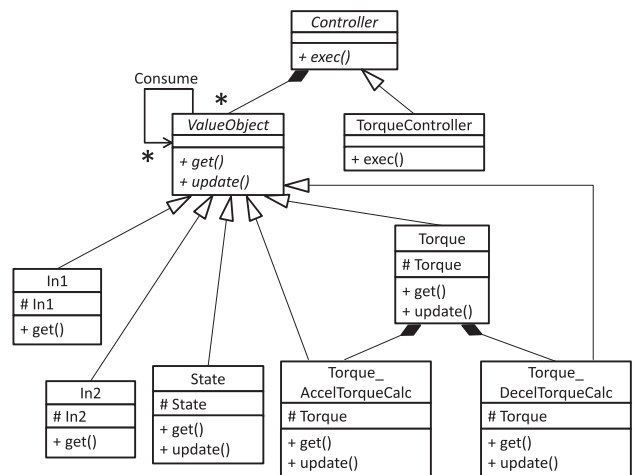 Controller
+ exec()
Consume
*
*
ValueObject
+ get()
+ update()
TorqueController
+ exec()
Torque
# Torque
+ get()
+ update()
In1
# In1
+ get()
In2
# In2
+ get()
State
# State
+ get()
+ update()
Torque_
AccelTorqueCalc
# Torque
+ get()
+ update()
Torque_
DecelTorqueCalc
# Torque
+ get()
+ update()